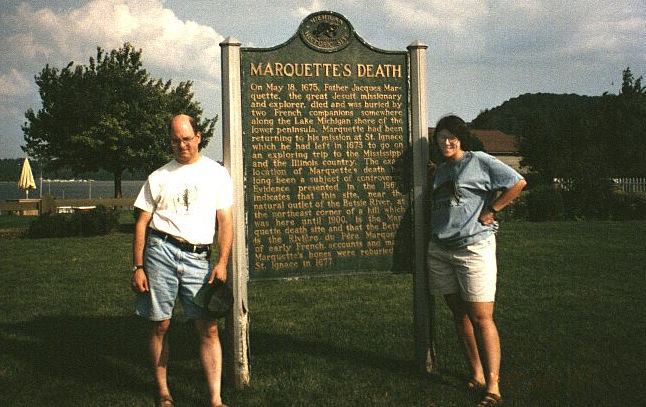 MICHIGAN
HISTORIC SITE
MARQUETTE'S DEATH
On May 18, 1675, Father Jacques Mar-
quette, the great Jesuit missionary
and explorer, died and was buried by
two French companions somewhere
along the Lake Michigan shore of the
lower peninsula. Marquette had been
returning to his mission at St. Ignace
which he had left in 1673 to go on
an exploring trip to the Mississippi
and the Illinois country. The exa
location of Marquette's death
long been a subject of contr
Evidence presented in the 196
indicates that this site, near the
natural outlet of the Betsie River, at
the northeast corner of a hill which
was here until 1900, is the Mar
quette death site and that the Bets
is the Rivière du Père Marque
of early French accounts and ma
Marquette's bones were reburied
St. Ignace in 1677.